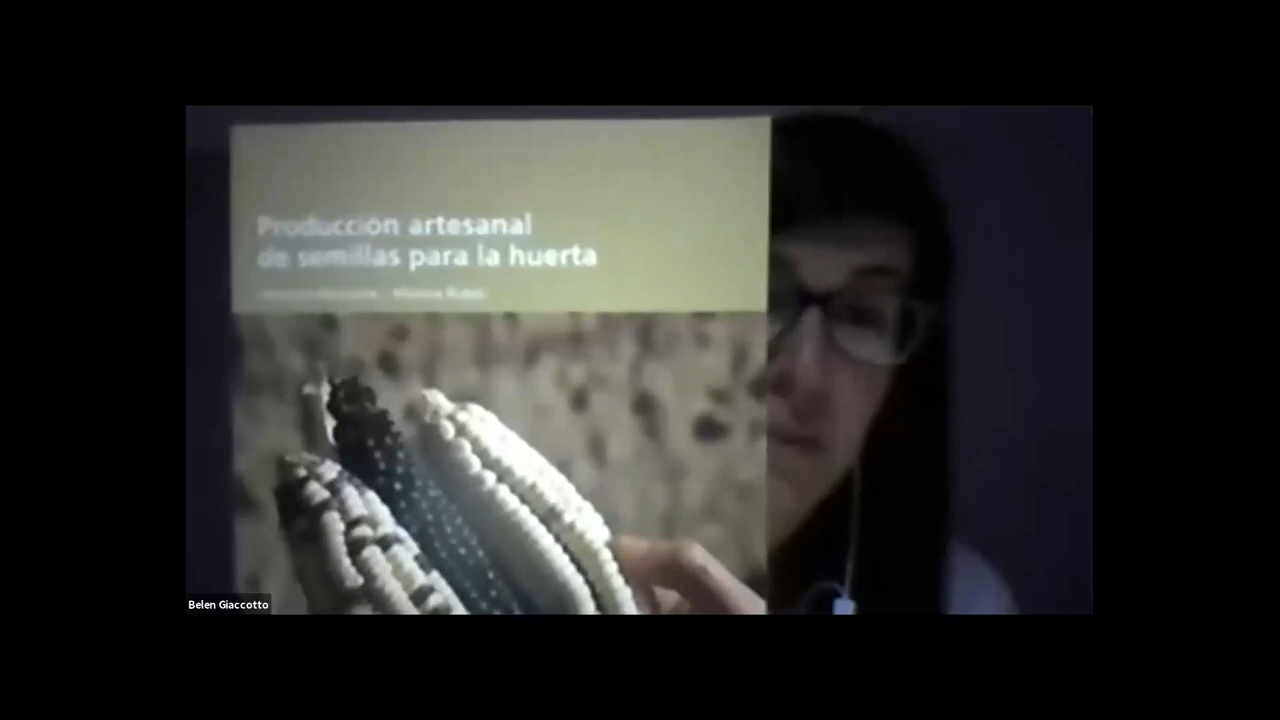 Producción artesanal
de semillas para la huerta
Belen Giaccotto